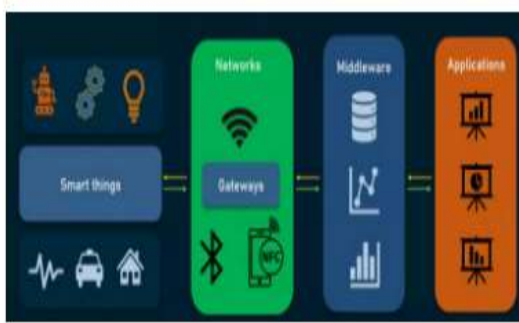 Networks
Middleware
Applications
Smart things
Gateways
NFC